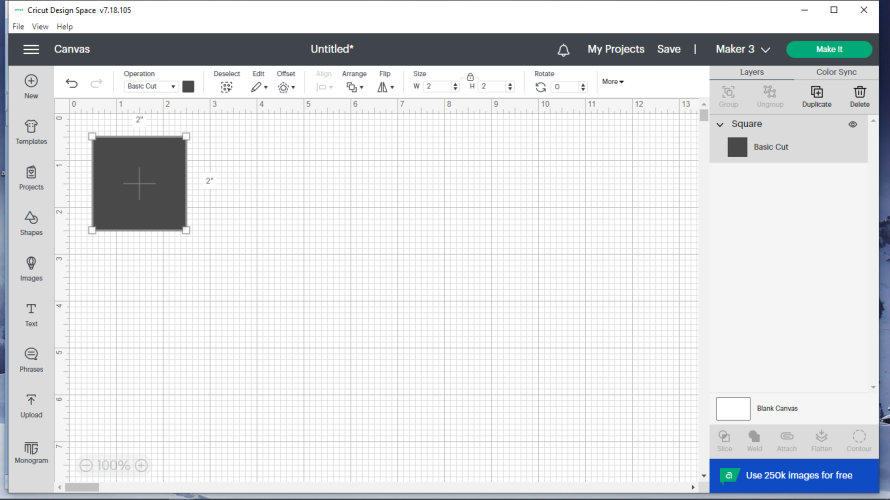 Cricut Design Space v7.18.105
File View Help
Canvas
Untitled*
My Projects Save | Maker 3
Make It
New
Templates
Projects
Shapes
Images
Text
Phrases
Upload
Monogram
Operation
Basic Cut
Deselect Edit Offset Align Arrange Flip
Size
W 2 H 2
Rotate
0
More
0 1 2 3 4 5 6 7 8 9 10 11 12 13
0
1
2
3
4
5
6
7
2"
2"
100%
Layers Color Sync
Group Ungroup Duplicate Delete
Square
Basic Cut
Blank Canvas
Slice Weld Attach Flatten Contour
Use 250k images for free